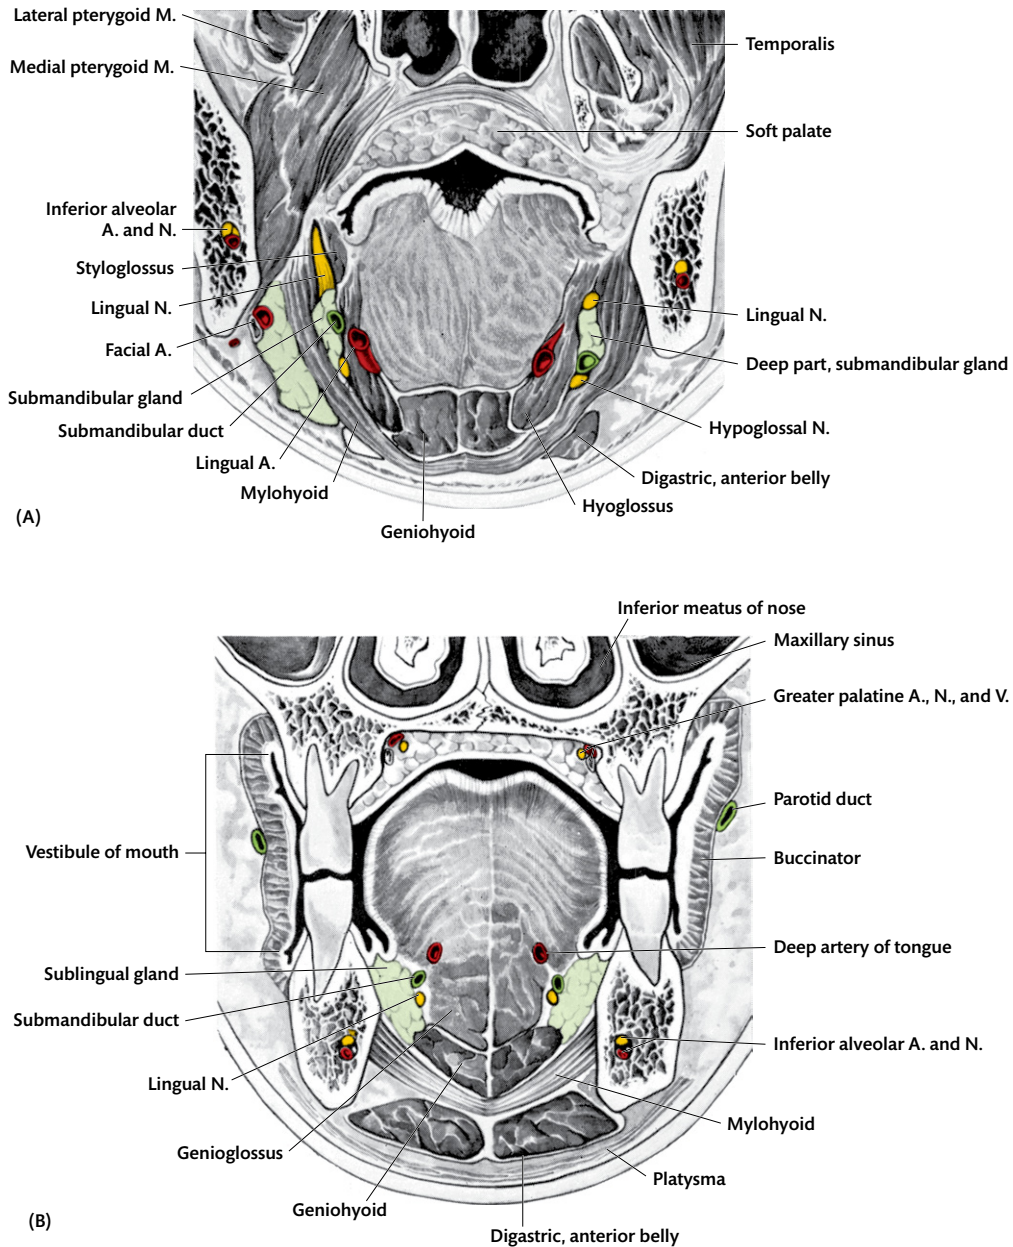 Lateral pterygoid M.
Medial pterygoid M.
Temporalis
Soft palate
Inferior alveolar
A. and N.
Styloglossus
Lingual N.
Facial A.
Submandibular gland
Submandibular duct
Lingual A.
Mylohyoid
Geniohyoid
Lingual N.
Deep part, submandibular gland
Hypoglossal N.
Digastric, anterior belly
Hyoglossus
(A)
Inferior meatus of nose
Maxillary sinus
Greater palatine A., N., and V.
Parotid duct
Buccinator
Vestibule of mouth
Deep artery of tongue
Sublingual gland
Submandibular duct
Lingual N.
Genioglossus
Geniohyoid
Inferior alveolar A. and N.
Mylohyoid
Platysma
Digastric, anterior belly
(B)